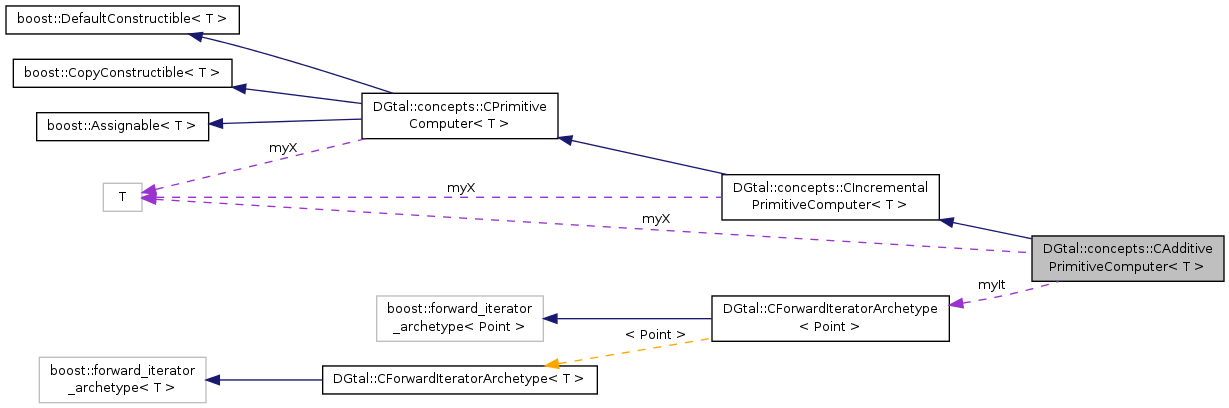 boost::DefaultConstructible< T >
boost::CopyConstructible< T >
DGtal::concepts::CPrimitive
Computer< T >
boost::Assignable< T >
myX
T
myX
DGtal::concepts::CIncremental
PrimitiveComputer< T >
myX
DGtal::concepts::CAdditive
PrimitiveComputer< T >
myIt
boost::forward_iterator
_archetype< Point >
DGtal::CForwardIteratorArchetype
< Point >
< Point >
boost::forward_iterator
_archetype< T >
DGtal::CForwardIteratorArchetype< T >